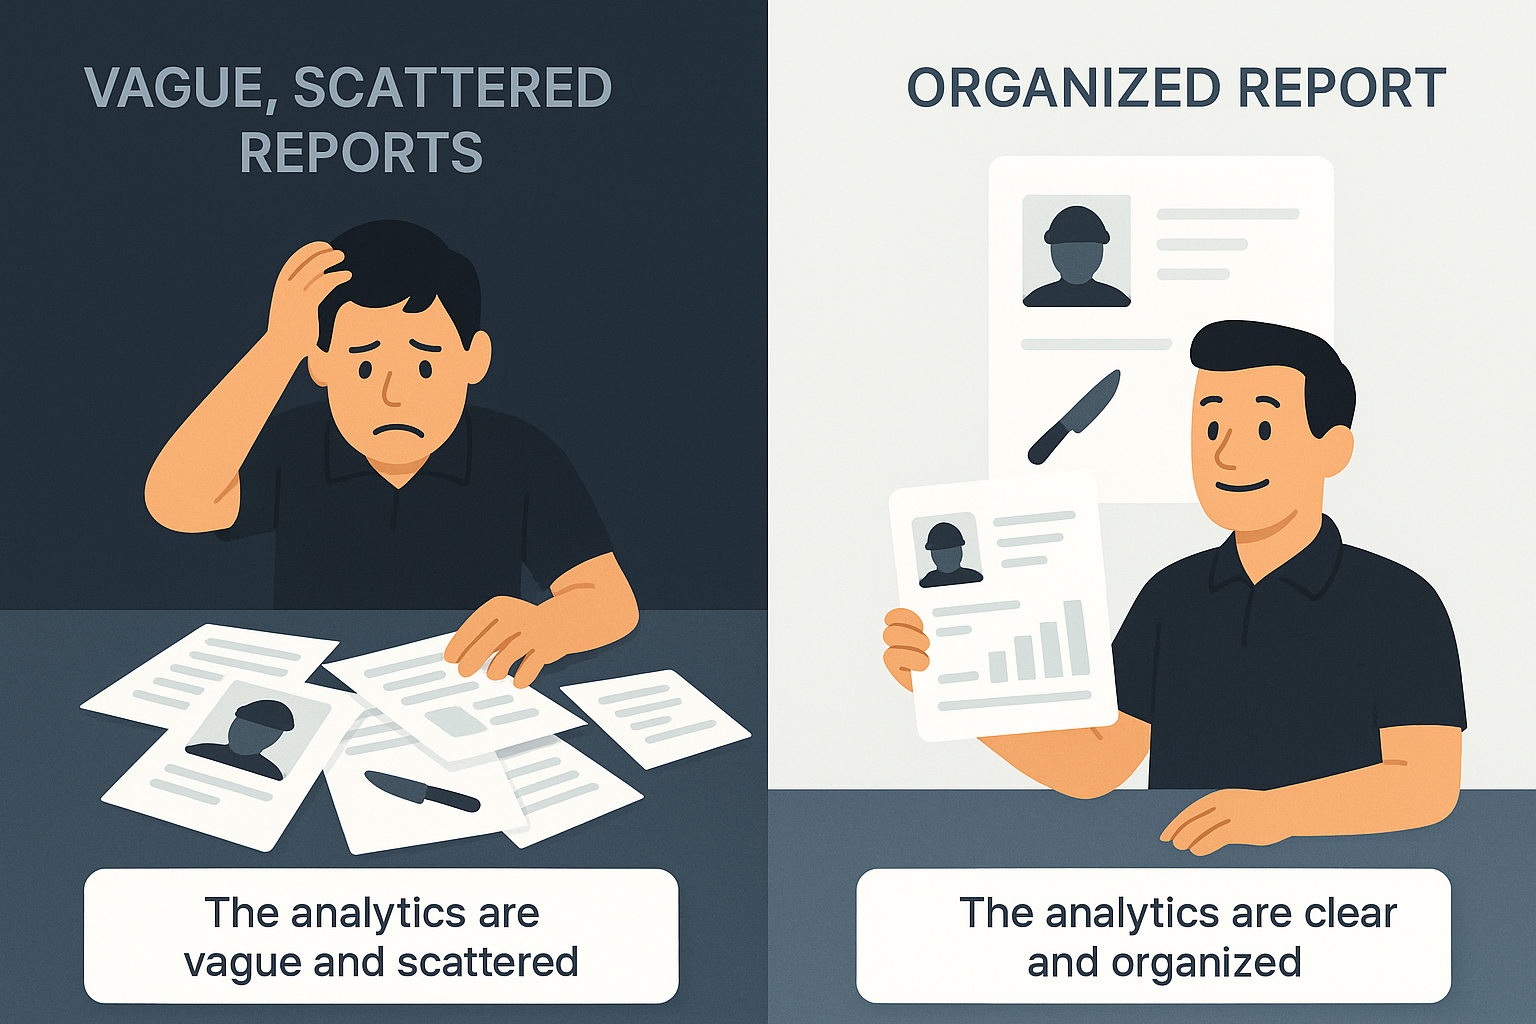 VAGUE, SCATTERED
REPORTS
The analytics are
vague and scattered
ORGANIZED REPORT
The analytics are clear
and organized